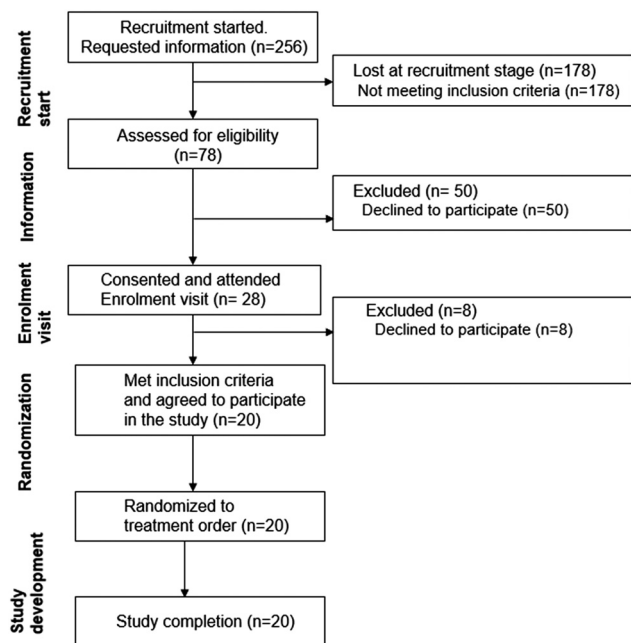 Recruitment
start
Recruitment started.
Requested information (n=256)
Lost at recruitment stage (n=178)
Not meeting inclusion criteria (n=178)
Assessed for eligibility
(n=78)
Information
Excluded (n= 50)
Declined to participate (n=50)
Enrolment
visit
Consented and attended
Enrolment visit (n= 28)
Excluded (n=8)
Declined to participate (n=8)
Randomization
Met inclusion criteria
and agreed to participate
in the study (n=20)
Randomized to
treatment order (n=20)
Study
development
Study completion (n=20)